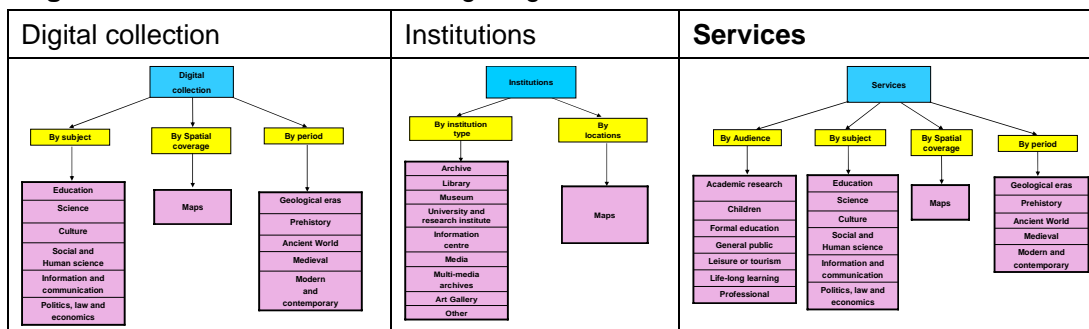 Digital collection
Institutions
Services
Digital
collection
By subject
By Spatial
coverage
By period
Education
Science
Culture
Social and
Human science
Information and
communication
Politics, law and
economics
Maps
Geological eras
Prehistory
Ancient World
Medieval
Modern
and
contemporary
Institutions
By institution
type
By
locations
Archive
Library
Museum
University and
research institute
Information
centre
Media
Multi-media
archives
Art Gallery
Other
Maps
Services
By Audience
By subject
By Spatial
coverage
By period
Academic research
Children
Formal education
General public
Leisure or tourism
Life-long learning
Professional
Education
Science
Culture
Social and
Human science
Information and
communication
Politics, law and
economics
Maps
Geological eras
Prehistory
Ancient World
Medieval
Modern and
contemporary